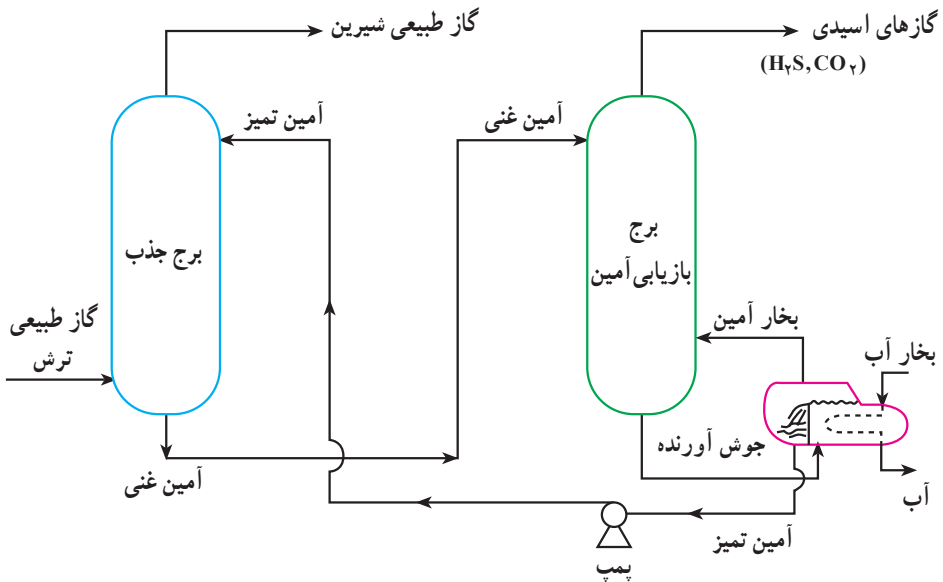 گازهای اسیدی
(H₂S, CO₂)
گاز طبیعی شیرین
آمین تمیز
آمین غنی
برج
بازیابی آمین
برج جذب
گاز طبیعی
ترش
بخار آمین
بخار آب
جوش آورنده
آمین غنی
آب
آمین تمیز
پمپ